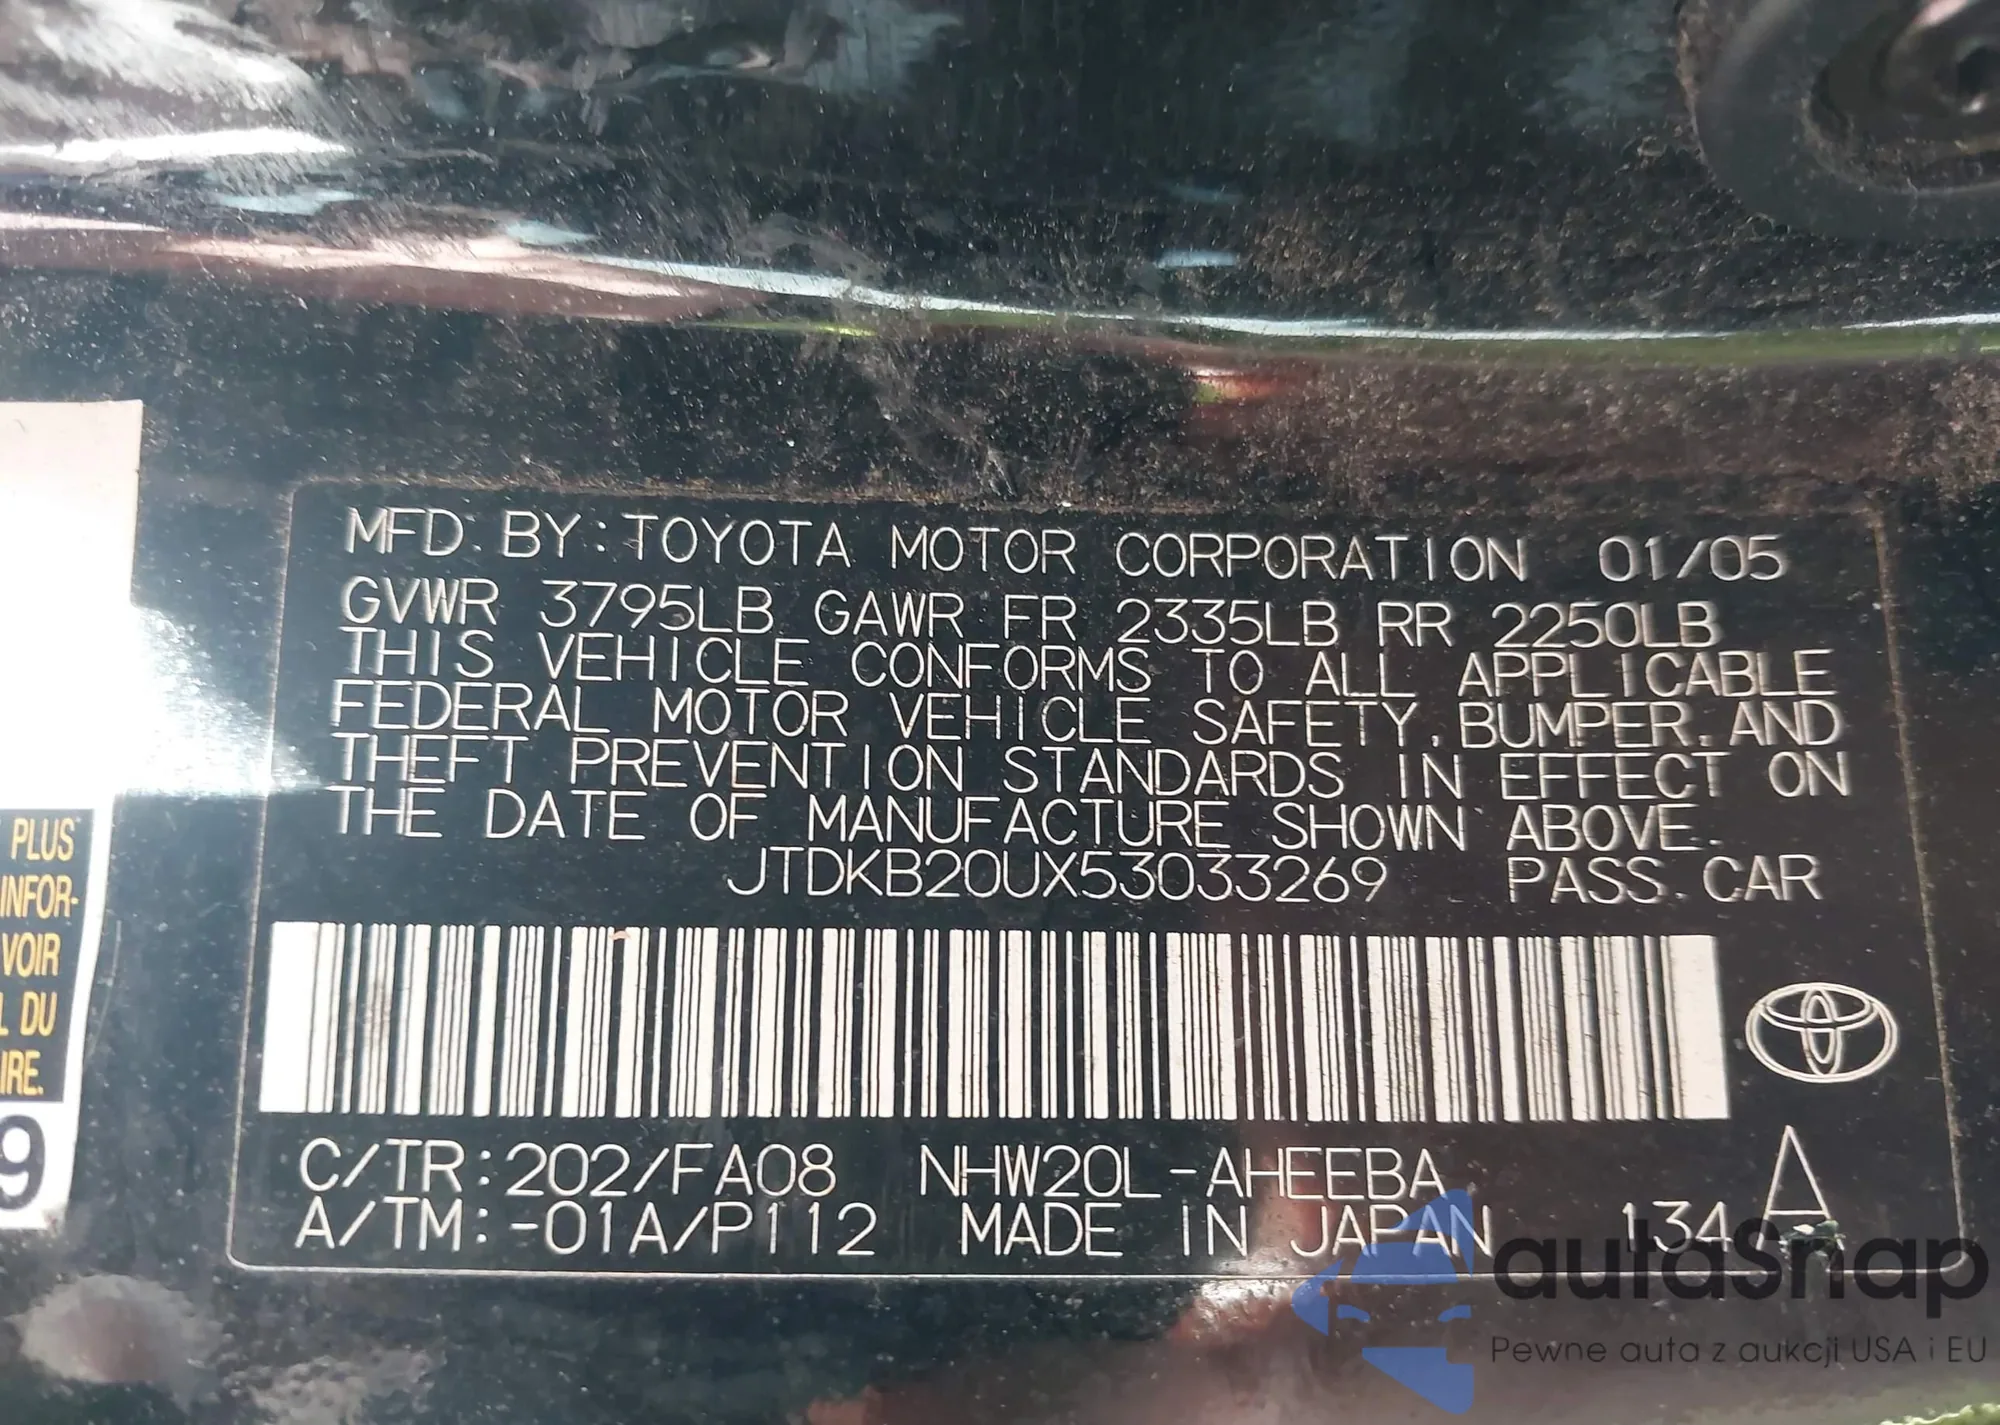 MFD. BY: TOYOTA MOTOR CORPORATION 01/05
GVWR 3795LB GAWR FR 2335LB RR 2250LB
THIS VEHICLE CONFORMS TO ALL APPLICABLE
FEDERAL MOTOR VEHICLE SAFETY, BUMPER, AND
THEFT PREVENTION STANDARDS IN EFFECT ON
THE DATE OF MANUFACTURE SHOWN ABOVE.
JTDKB20UX53033269 PASS. CAR
C/TR: 202/FA08 NHW20L-AHEEBA
A/TM: -01A/P112 MADE IN JAPAN 134 A
PLUS
INFOR-
VOIR
L DU
IRE.
9
autoSnap
Pewne auta z aukcji USA i EU